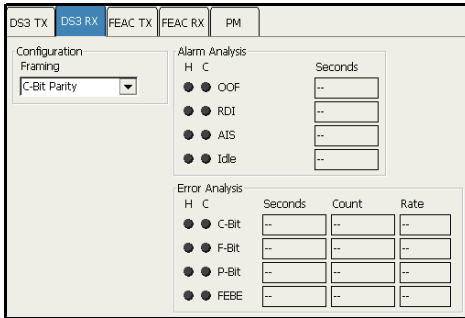 DS3 TX DS3 RX FEAC TX FEAC RX PM
Configuration
Framing
C-Bit Parity
Alarm Analysis
H C Seconds
OOF --
RDI --
AIS --
Idle --
Error Analysis
H C Seconds Count Rate
C-Bit -- -- --
F-Bit -- -- --
P-Bit -- -- --
FEBE -- -- --